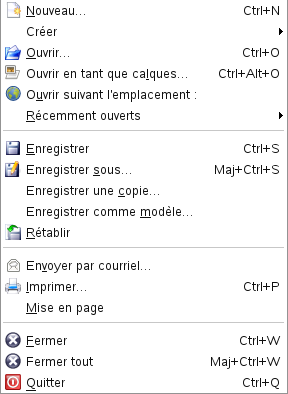 Nouveau... Ctrl+N
Créer
Ouvrir... Ctrl+O
Ouvrir en tant que calques... Ctrl+Alt+O
Ouvrir suivant l'emplacement :
Récemment ouverts
Enregistrer Ctrl+S
Enregistrer sous... Maj+Ctrl+S
Enregistrer une copie...
Enregistrer comme modèle...
Rétablir
Envoyer par courriel...
Imprimer... Ctrl+P
Mise en page
Fermer Ctrl+W
Fermer tout Maj+Ctrl+W
Quitter Ctrl+Q